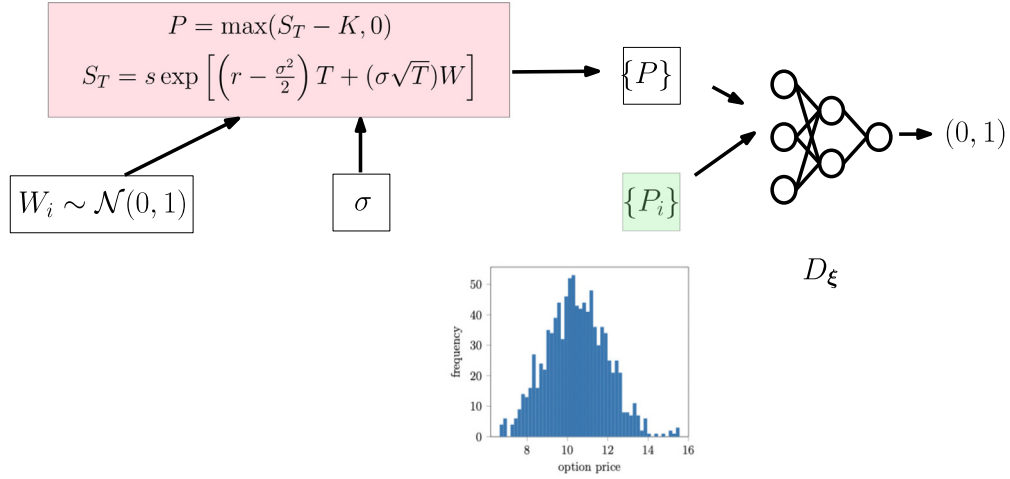 P = max(S_T − K, 0)
S_T = s exp [ ( r − σ²/2 ) T + (σ√T)W ]
{P}
(0, 1)
W_i ∼ 𝒩(0, 1)
σ
{P_i}
D_ξ
frequency
50
40
30
20
10
0
8 10 12 14 16
option price